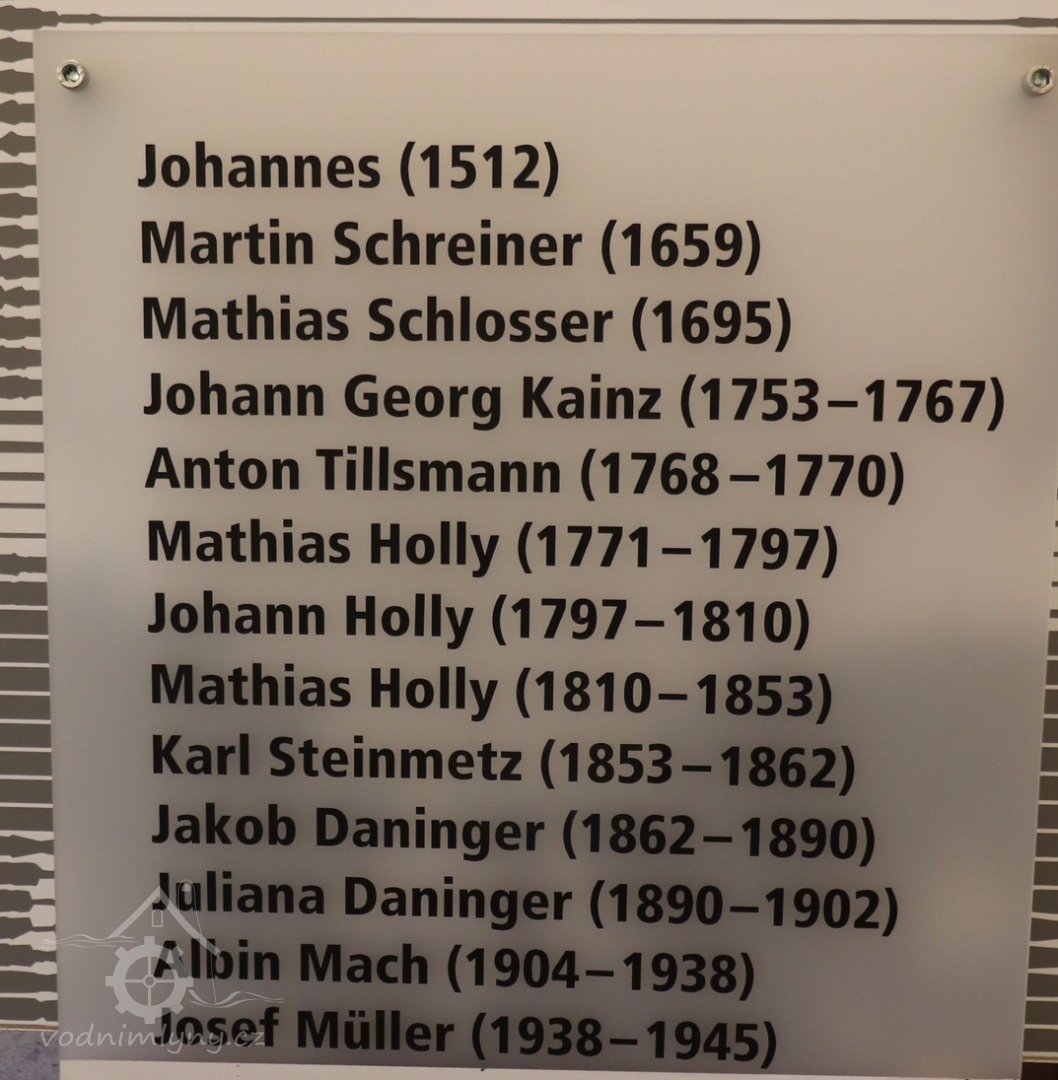 Johannes (1512)
Martin Schreiner (1659)
Mathias Schlosser (1695)
Johann Georg Kainz (1753–1767)
Anton Tillsmann (1768–1770)
Mathias Holly (1771–1797)
Johann Holly (1797–1810)
Mathias Holly (1810–1853)
Karl Steinmetz (1853–1862)
Jakob Daninger (1862–1890)
Juliana Daninger (1890–1902)
Albin Mach (1904–1938)
Josef Müller (1938–1945)
vodnimlyny.cz